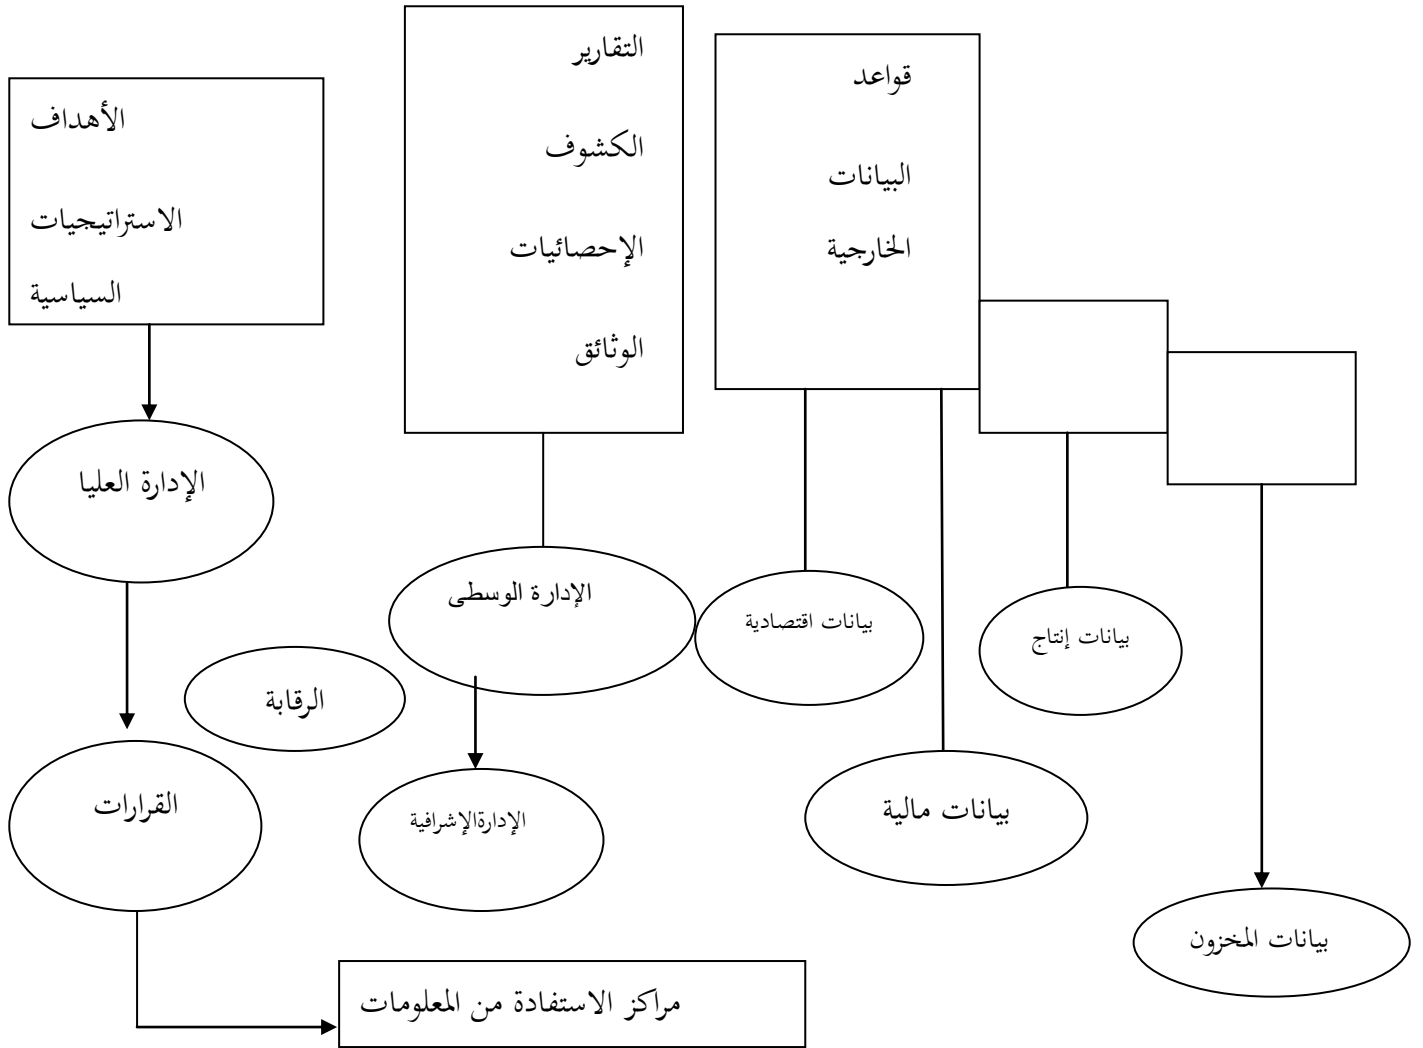 قواعد
البيانات
الخارجية
التقارير
الكشوف
الإحصائيات
الوثائق
الأهداف
الاستراتيجيات
السياسية
الإدارة العليا
الإدارة الوسطى
بيانات اقتصادية
بيانات إنتاج
الرقابة
بيانات مالية
القرارات
الإدارةالإشرافية
بيانات المخزون
مراكز الاستفادة من المعلومات